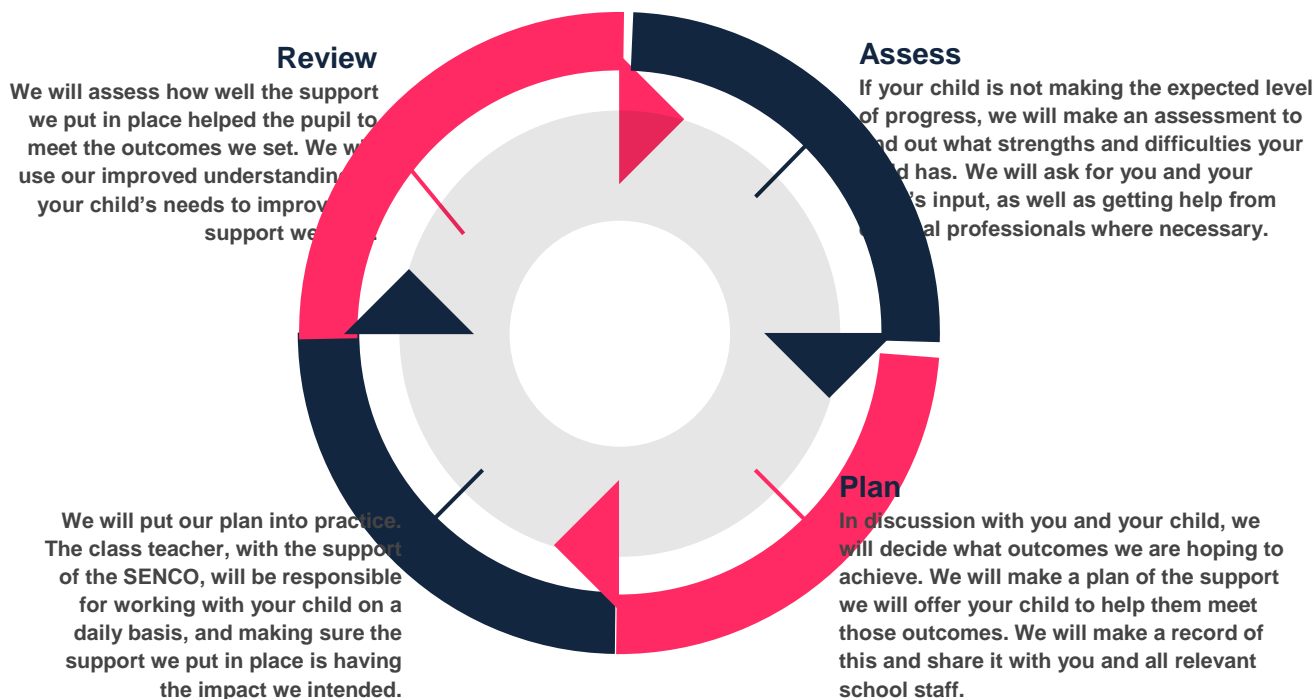 Review
We will assess how well the support
we put in place helped the pupil to
meet the outcomes we set. We
use our improved understanding
your child's needs to
support we
Assess
If your child is not making the expected level
of progress, we will make an assessment to
out what strengths and difficulties your
has. We will ask for you and your
input, as well as getting help from
professionals where necessary.
We will put our plan into practice.
The class teacher, with the support
of the SENCO, will be responsible
for working with your child on a
daily basis, and making sure the
support we put in place is having
the impact we intended.
Plan
In discussion with you and your child, we
will decide what outcomes we are hoping to
achieve. We will make a plan of the support
we will offer your child to help them meet
those outcomes. We will make a record of
this and share it with you and all relevant
school staff.